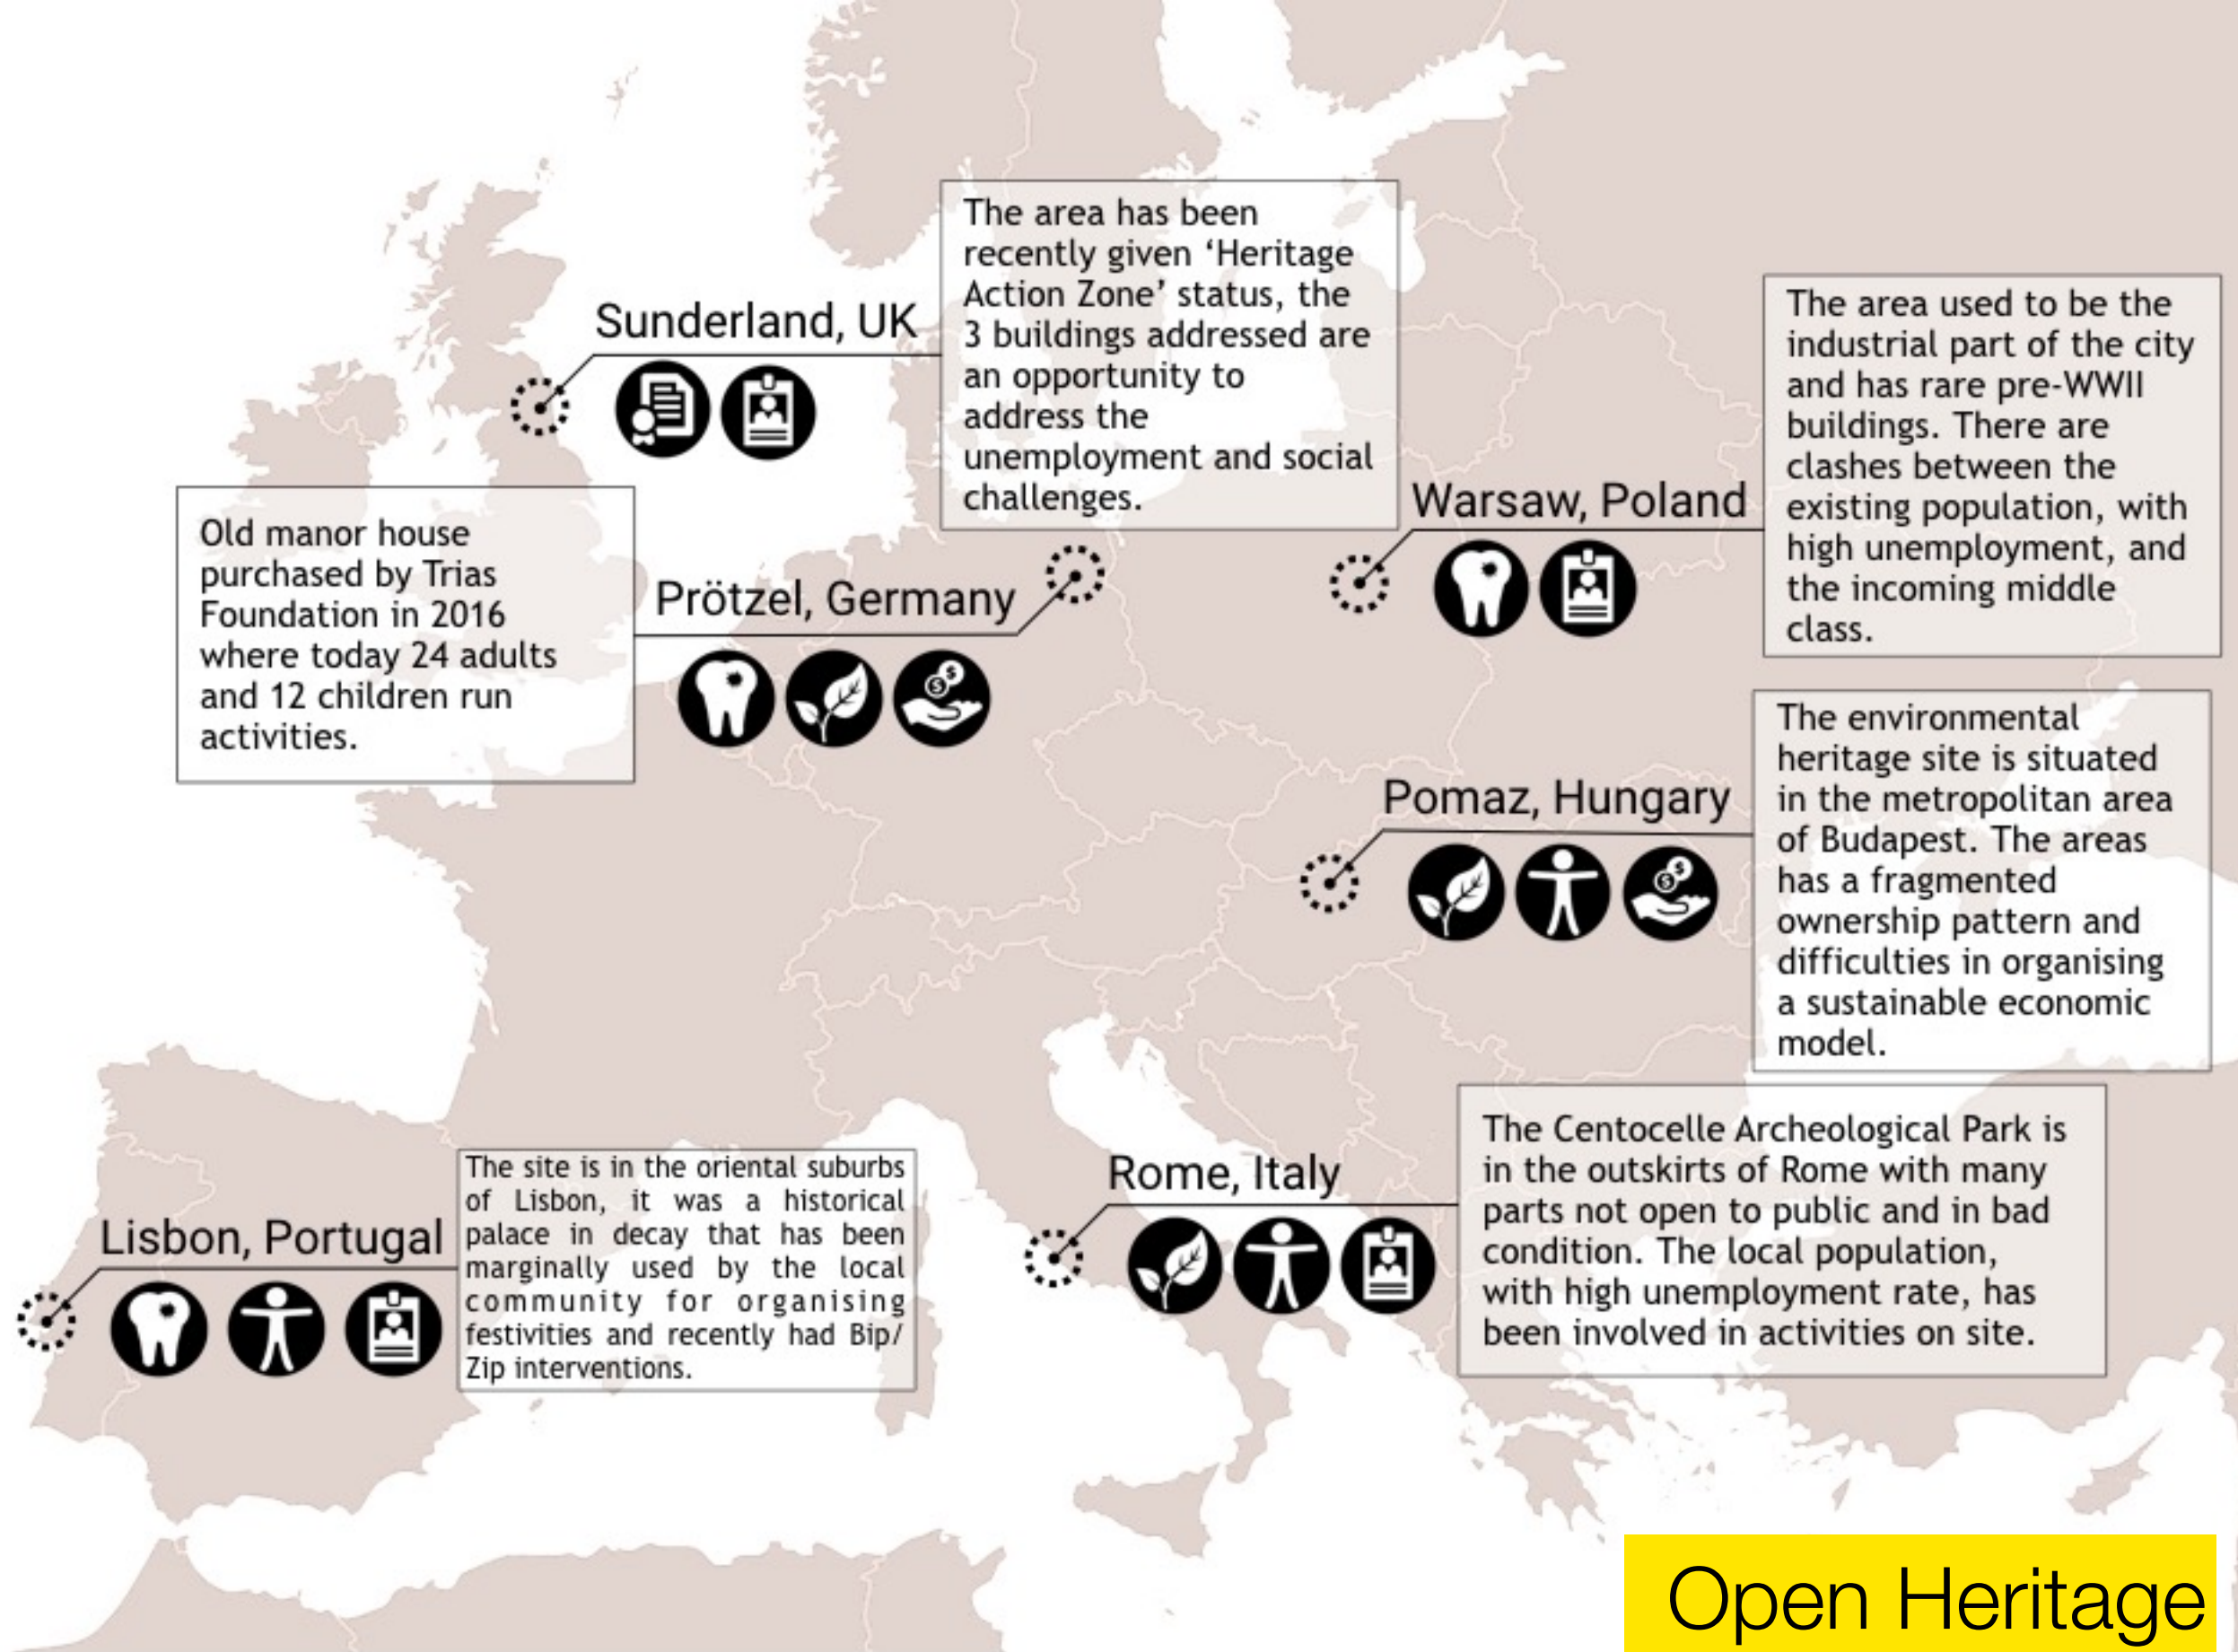 Sunderland, UK
The area has been
recently given ‘Heritage
Action Zone’ status, the
3 buildings addressed are
an opportunity to
address the
unemployment and social
challenges.
Warsaw, Poland
The area used to be the
industrial part of the city
and has rare pre-WWII
buildings. There are
clashes between the
existing population, with
high unemployment, and
the incoming middle
class.
Old manor house
purchased by Trias
Foundation in 2016
where today 24 adults
and 12 children run
activities.
Prötzel, Germany
Pomaz, Hungary
The environmental
heritage site is situated
in the metropolitan area
of Budapest. The areas
has a fragmented
ownership pattern and
difficulties in organising
a sustainable economic
model.
Lisbon, Portugal
The site is in the oriental suburbs
of Lisbon, it was a historical
palace in decay that has been
marginally used by the local
community for organising
festivities and recently had Bip/
Zip interventions.
Rome, Italy
The Centocelle Archeological Park is
in the outskirts of Rome with many
parts not open to public and in bad
condition. The local population,
with high unemployment rate, has
been involved in activities on site.
Open Heritage